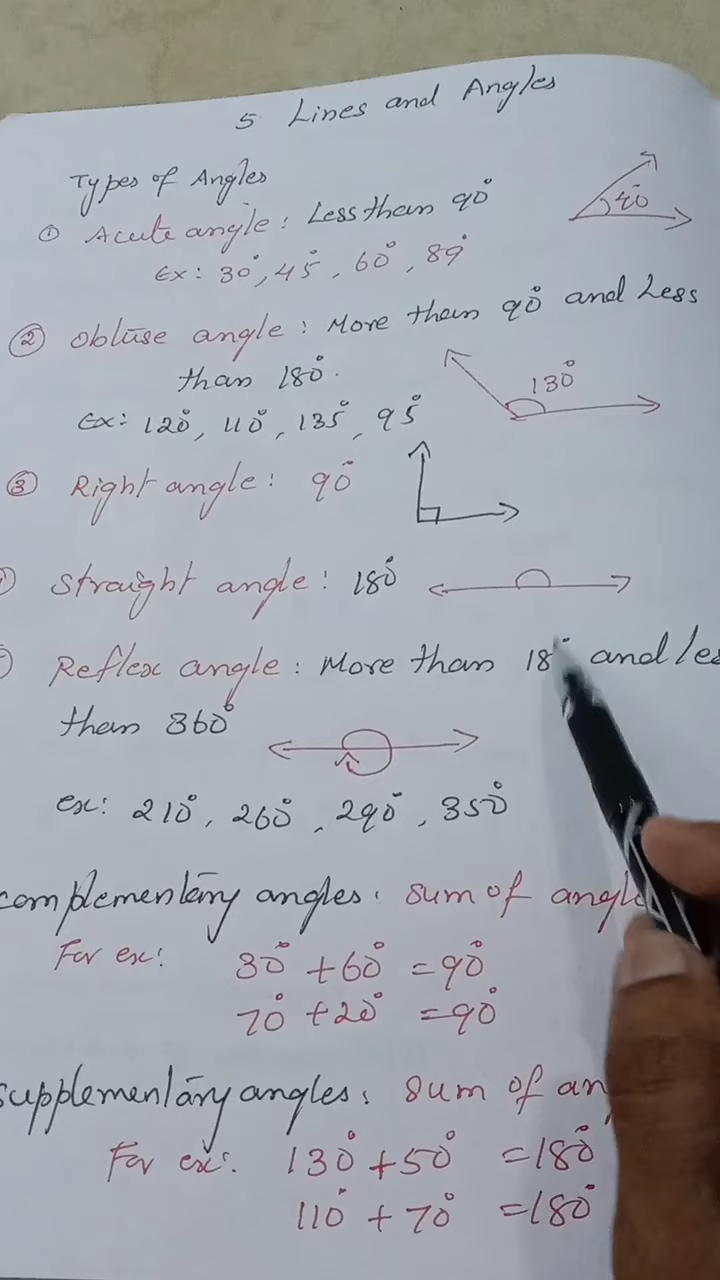 5 Lines and Angles
Types of Angles
① Acute angle: Less than 90°
40°
Ex: 30°, 45°, 60°, 89°
② Obtuse angle: More than 90° and Less
than 180°.
130°
Ex: 120°, 110°, 135°, 95°
③ Right angle: 90°
Straight angle: 180°
Reflex angle: More than 18° and les
than 360°
ex: 210°, 260°, 290°, 350°
complementary angles: sum of angle
For ex: 30° + 60° = 90°
70° + 20° = 90°
supplementary angles: sum of an
For ex: 130° + 50° = 180°
110° + 70° = 180°